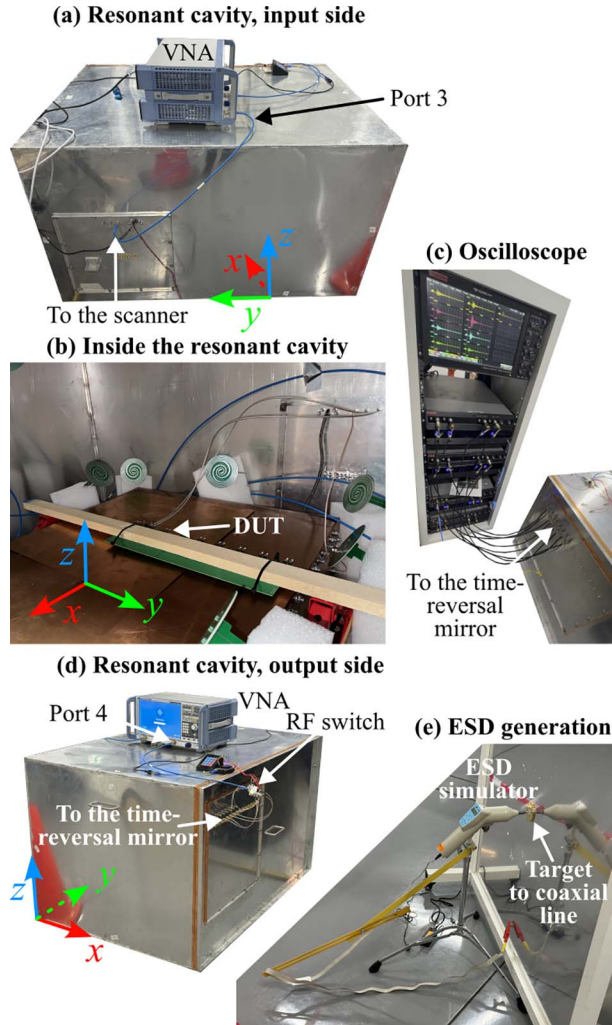 (a) Resonant cavity, input side
VNA
Port 3
z
x
y
To the scanner
(b) Inside the resonant cavity
DUT
z
x
y
(c) Oscilloscope
To the time-
reversal
mirror
(d) Resonant cavity, output side
Port 4
VNA
RF switch
To the time-
reversal mirror
z
y
x
(e) ESD generation
ESD
simulator
Target
to coaxial
line